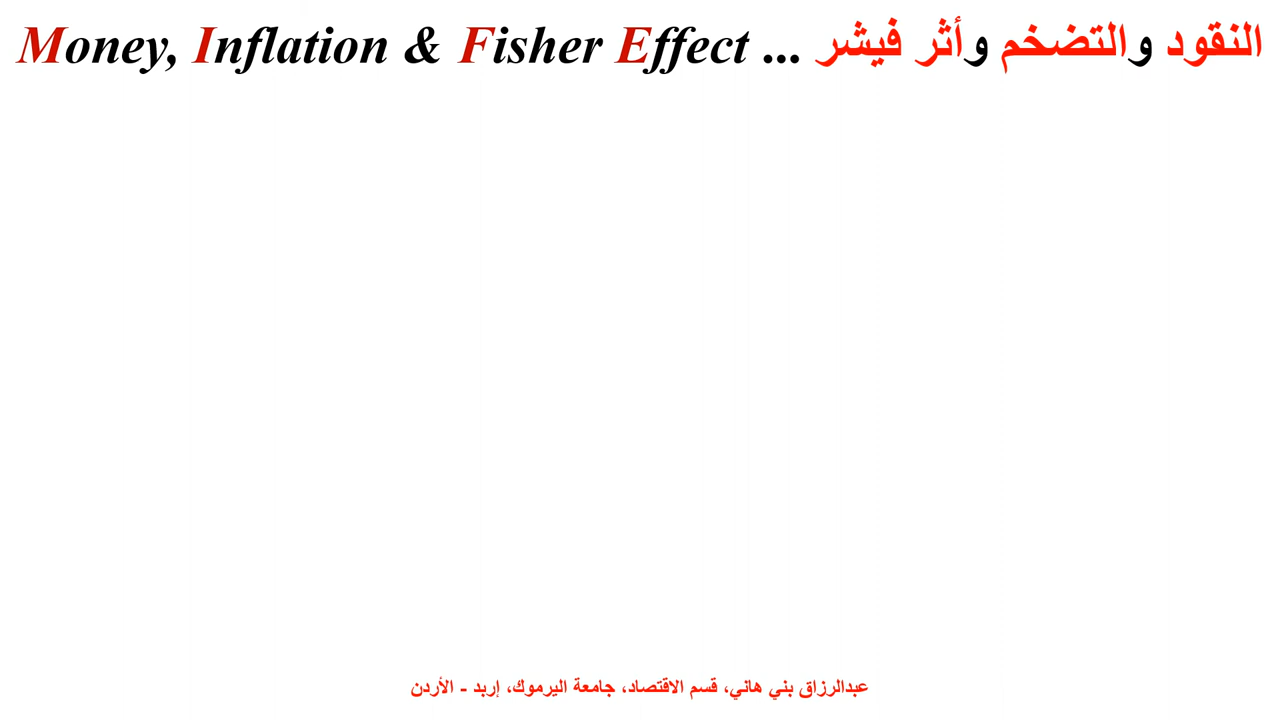 Money, Inflation & Fisher Effect ... النقود والتضخم وأثر فيشر
عبدالرزاق بني هاني، قسم الاقتصاد، جامعة اليرموك، إربد - الأردن